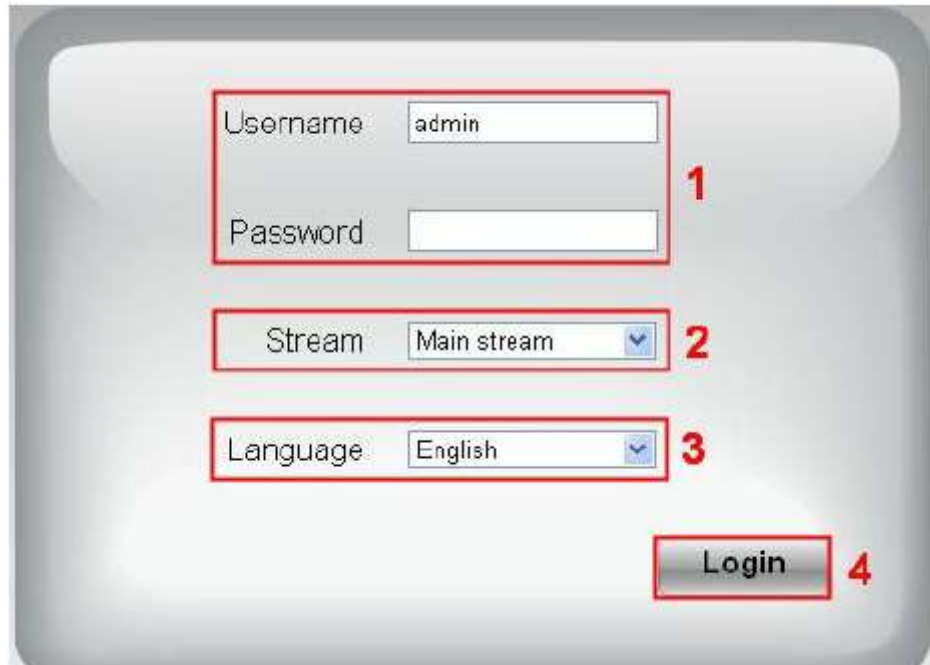 Username admin
1
Password
Stream Main stream 2
Language English 3
Login 4